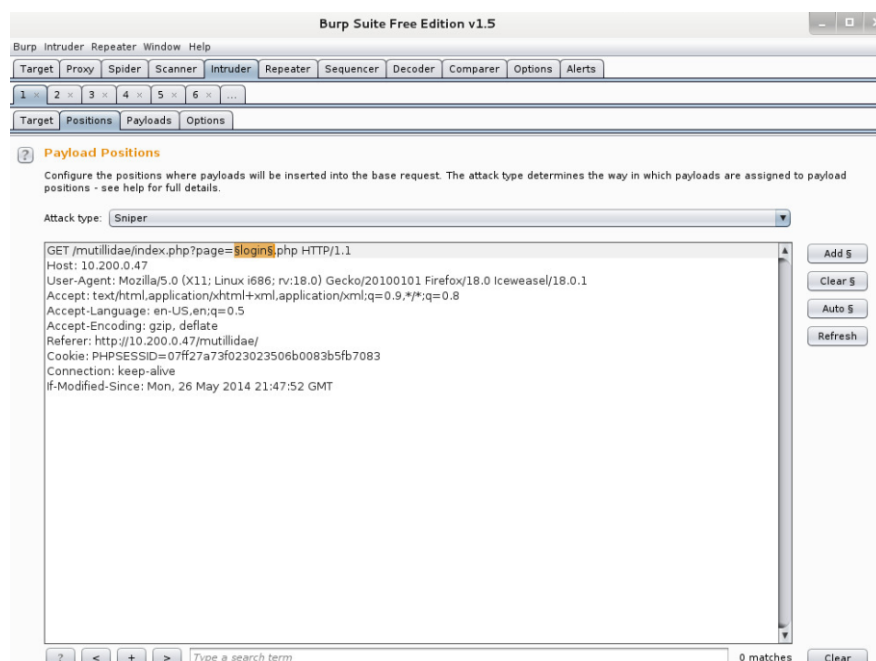 Burp Suite Free Edition v1.5
Burp Intruder Repeater Window Help
Target Proxy Spider Scanner Intruder Repeater Sequencer Decoder Comparer Options Alerts
1 × 2 × 3 × 4 × 5 × 6 × ...
Target Positions Payloads Options
? Payload Positions
Configure the positions where payloads will be inserted into the base request. The attack type determines the way in which payloads are assigned to payload
positions - see help for full details.
Attack type: Sniper
GET /mutillidae/index.php?page=§login§.php HTTP/1.1
Host: 10.200.0.47
User-Agent: Mozilla/5.0 (X11; Linux i686; rv:18.0) Gecko/20100101 Firefox/18.0 Iceweasel/18.0.1
Accept: text/html,application/xhtml+xml,application/xml;q=0.9,*/*;q=0.8
Accept-Language: en-US,en;q=0.5
Accept-Encoding: gzip, deflate
Referer: http://10.200.0.47/mutillidae/
Cookie: PHPSESSID=07ff27a73f023023506b0083b5fb7083
Connection: keep-alive
If-Modified-Since: Mon, 26 May 2014 21:47:52 GMT
Add §
Clear §
Auto §
Refresh
? < + > Type a search term 0 matches Clear